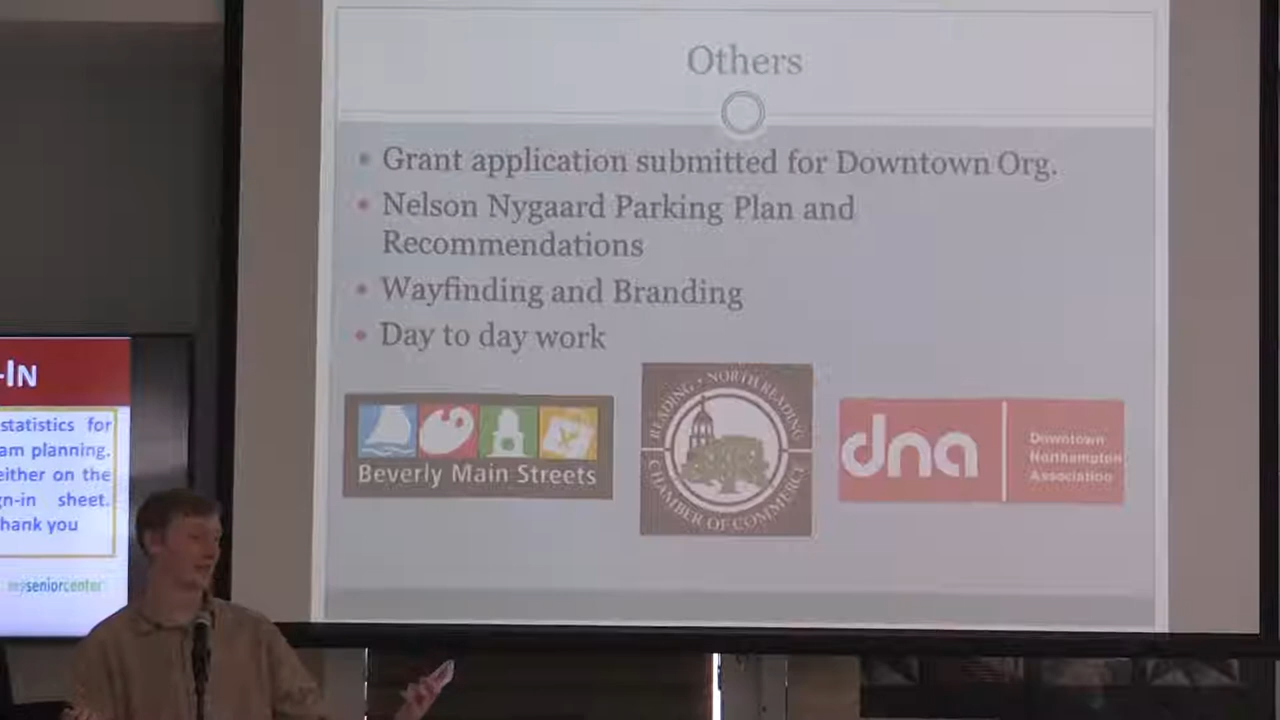 Others
Grant application submitted for Downtown Org.
Nelson Nygaard Parking Plan and
Recommendations
Wayfinding and Branding
Day to day work
Beverly Main Streets
READING • NORTH READING
CHAMBER OF COMMERCE
dna
Downtown
Northampton
Association
-IN
statistics for
am planning.
either on the
n-in sheet.
hank you
myseniorcenter